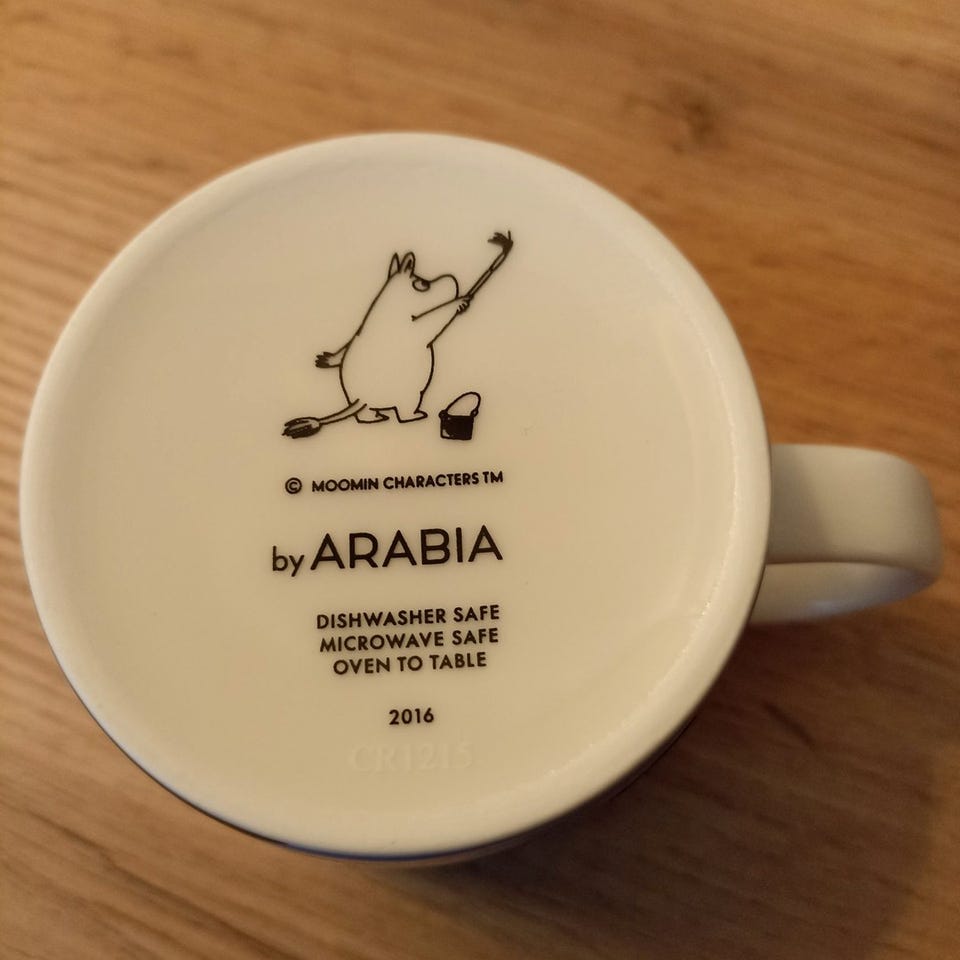 © MOOMIN CHARACTERS TM
by ARABIA
DISHWASHER SAFE
MICROWAVE SAFE
OVEN TO TABLE
2016
CR1215